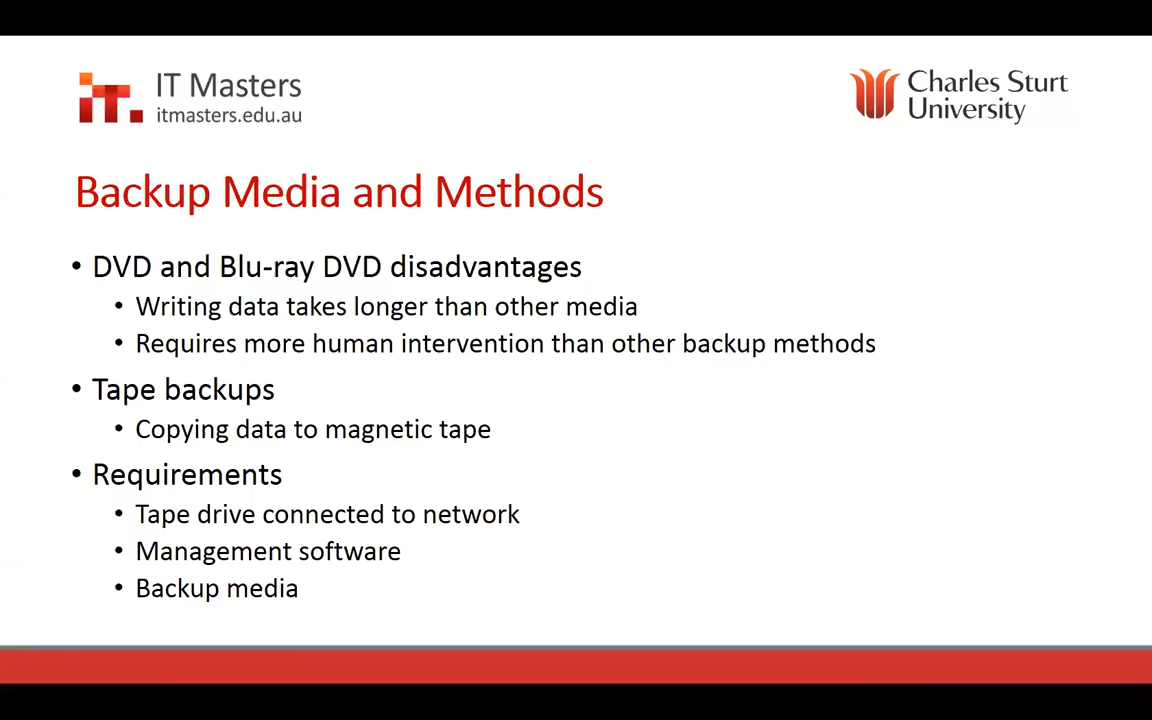 IT Masters
itmasters.edu.au
Charles Sturt
University
Backup Media and Methods
• DVD and Blu-ray DVD disadvantages
• Writing data takes longer than other media
• Requires more human intervention than other backup methods
• Tape backups
• Copying data to magnetic tape
• Requirements
• Tape drive connected to network
• Management software
• Backup media